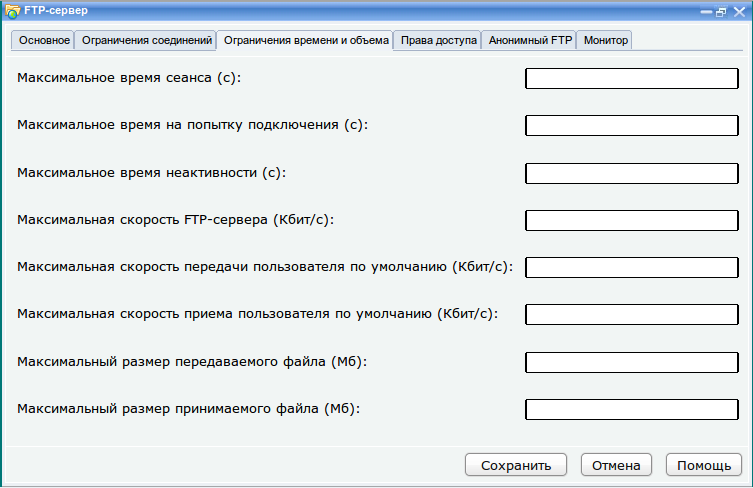 FTP-сервер
Основное Ограничения соединений Ограничения времени и объема Права доступа Анонимный FTP Монитор
Максимальное время сеанса (с):
Максимальное время на попытку подключения (с):
Максимальное время неактивности (с):
Максимальная скорость FTP-сервера (Кбит/с):
Максимальная скорость передачи пользователя по умолчанию (Кбит/с):
Максимальная скорость приема пользователя по умолчанию (Кбит/с):
Максимальный размер передаваемого файла (Мб):
Максимальный размер принимаемого файла (Мб):
Сохранить Отмена Помощь